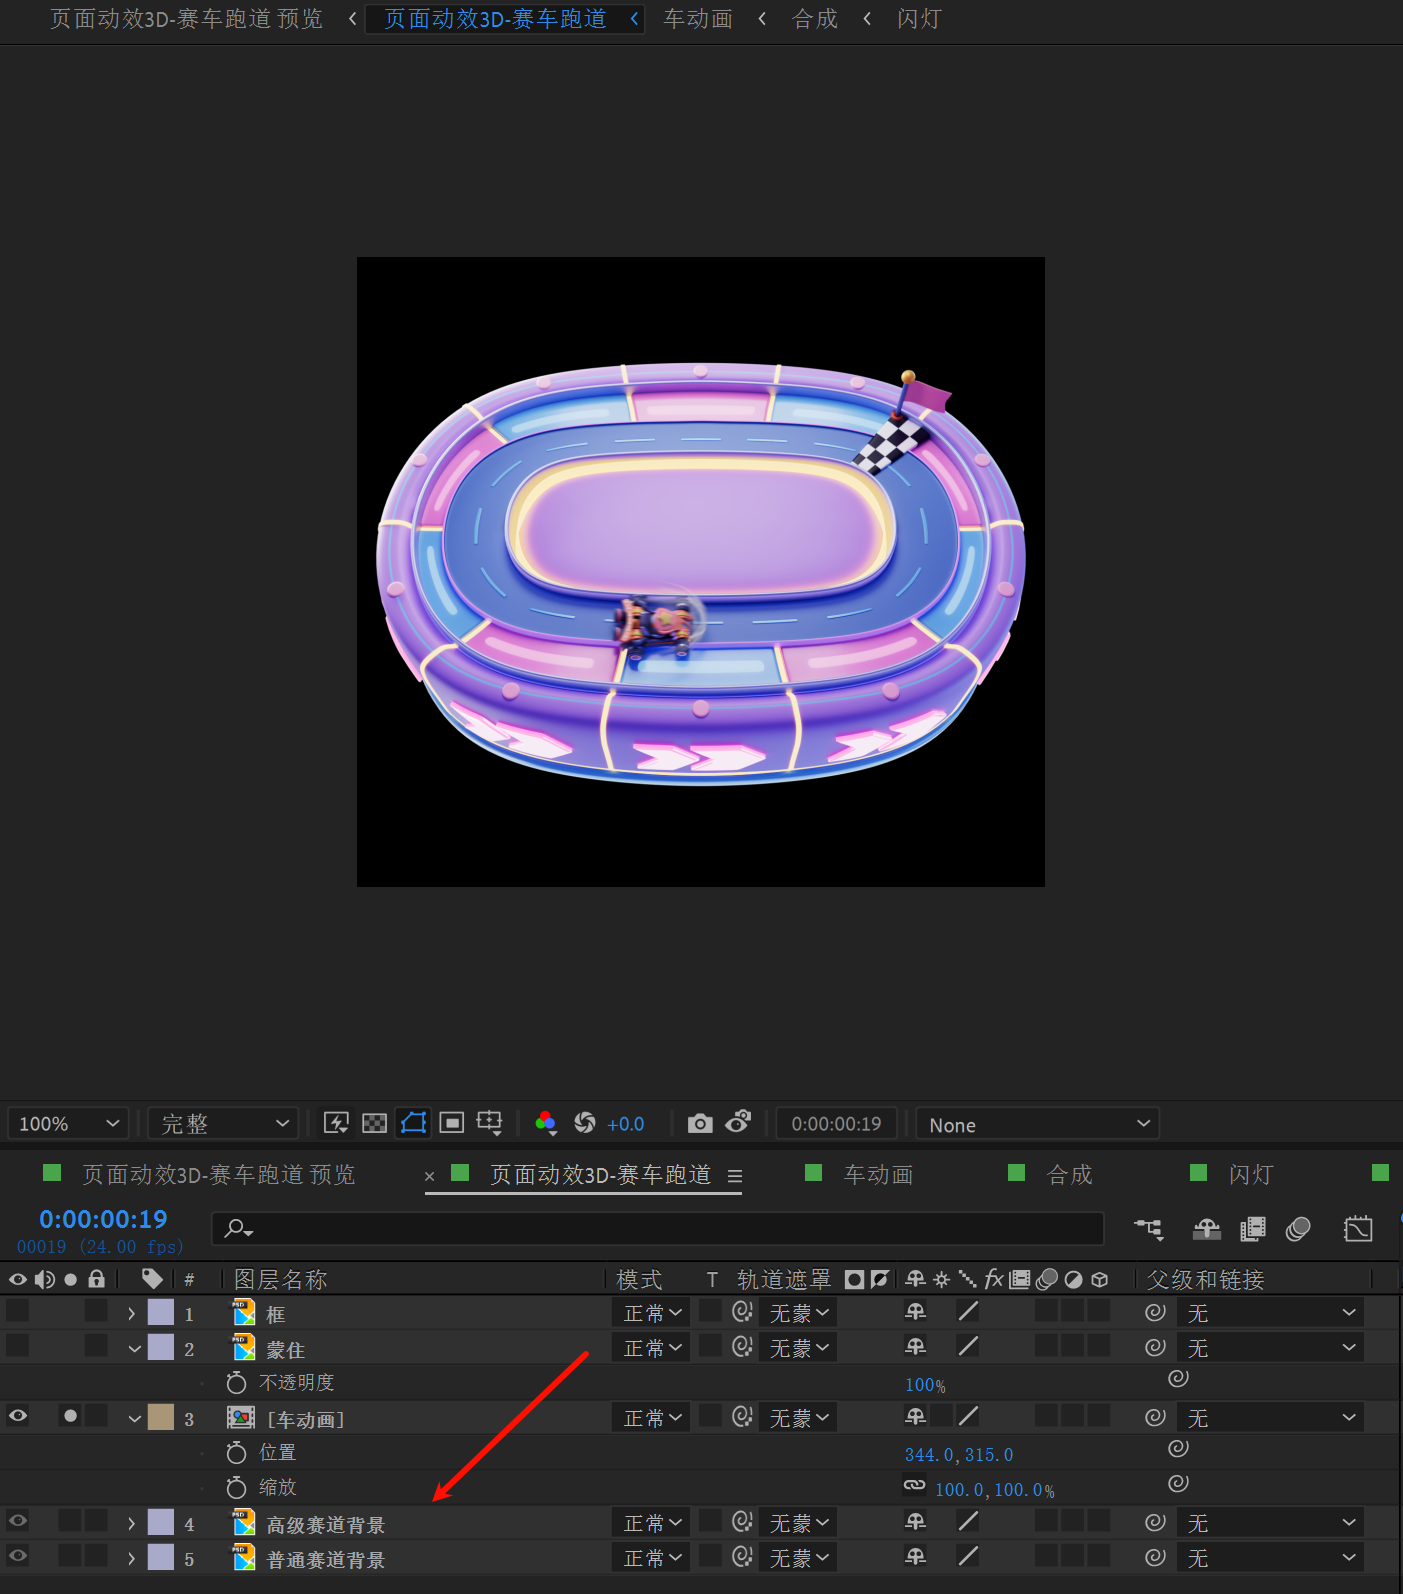 页面动效3D-赛车跑道 预览 页面动效3D-赛车跑道 车动画 合成 闪灯
100% 完整 +0.0 0:00:00:19 None
页面动效3D-赛车跑道 预览 × 页面动效3D-赛车跑道 车动画 合成 闪灯
0:00:00:19
00019 (24.00 fps)
# 图层名称 模式 T 轨道遮罩 fx 父级和链接
1 PSD 框 正常 无蒙 无
2 PSD 蒙住 正常 无蒙 无
不透明度 100%
3 [车动画] 正常 无蒙 无
位置 344.0,315.0
缩放 100.0,100.0%
4 PSD 高级赛道背景 正常 无蒙 无
5 PSD 普通赛道背景 正常 无蒙 无